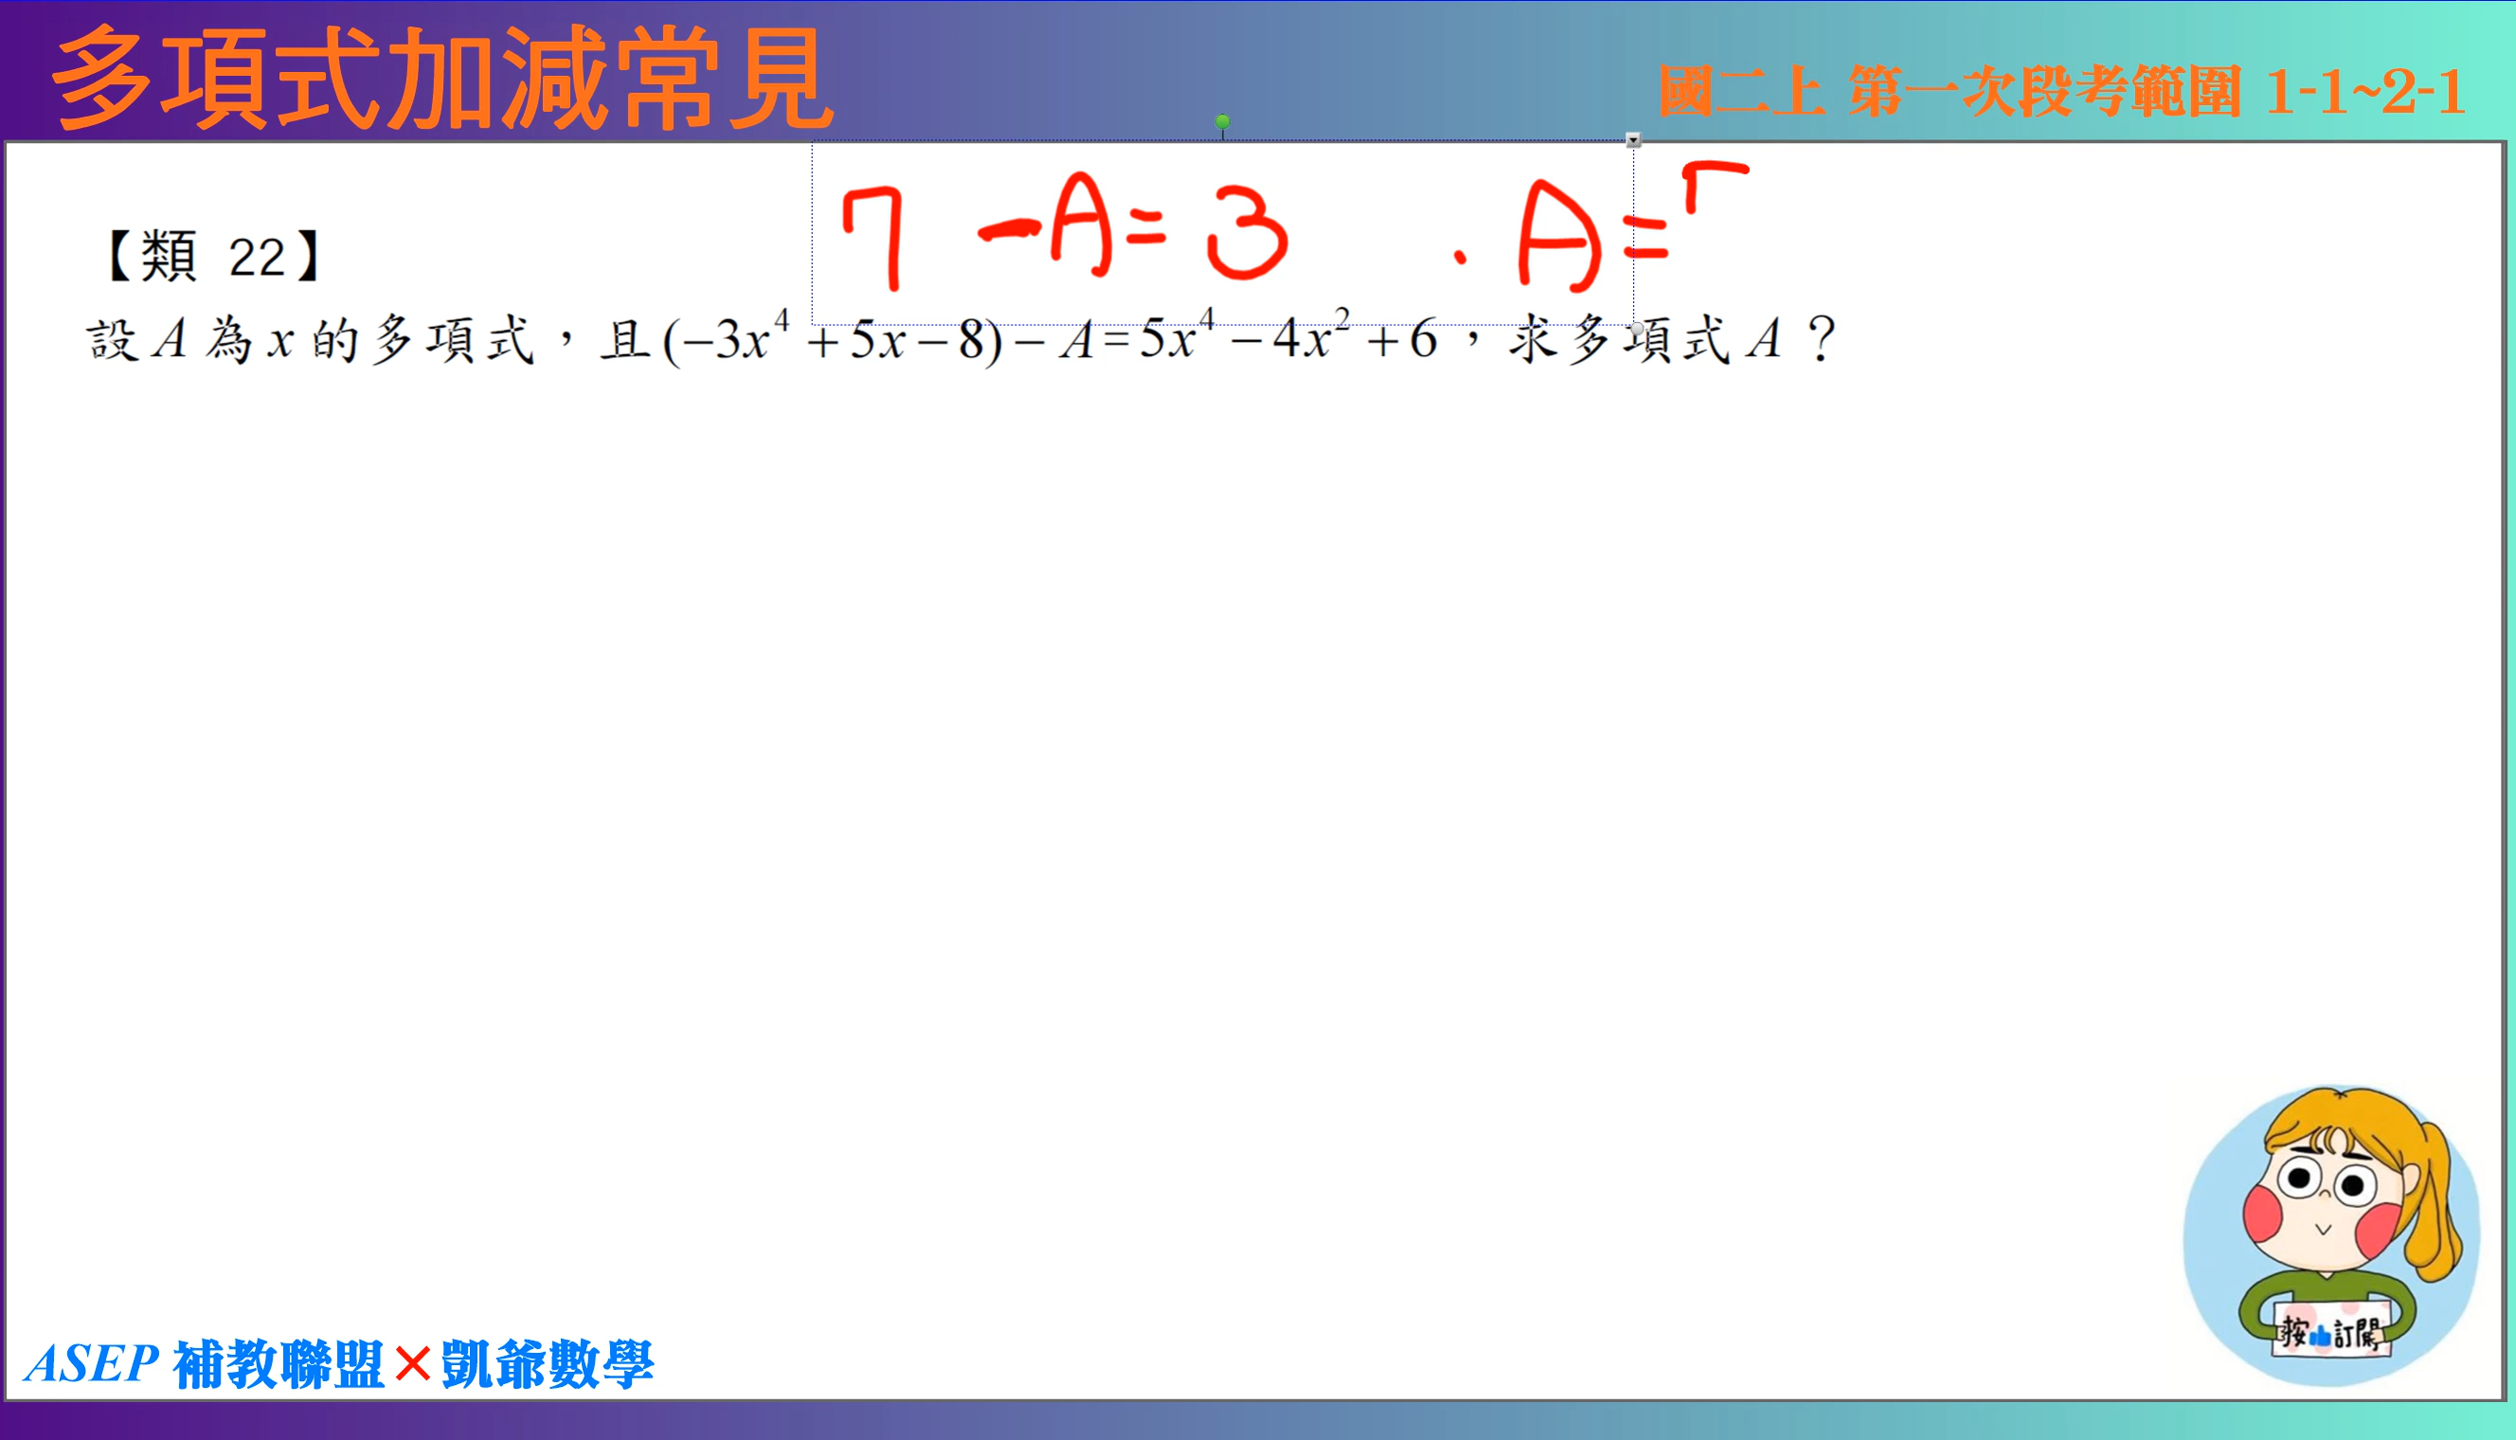 多項式加減常見
國二上 第一次段考範圍 1-1~2-1
7 -A=3 . A=
【類 22】
設 A 為 x 的多項式，且(−3x⁴+5x−8)− A=5x⁴−4x²+6，求多項式 A？
按 訂閱
ASEP 補教聯盟×凱爺數學